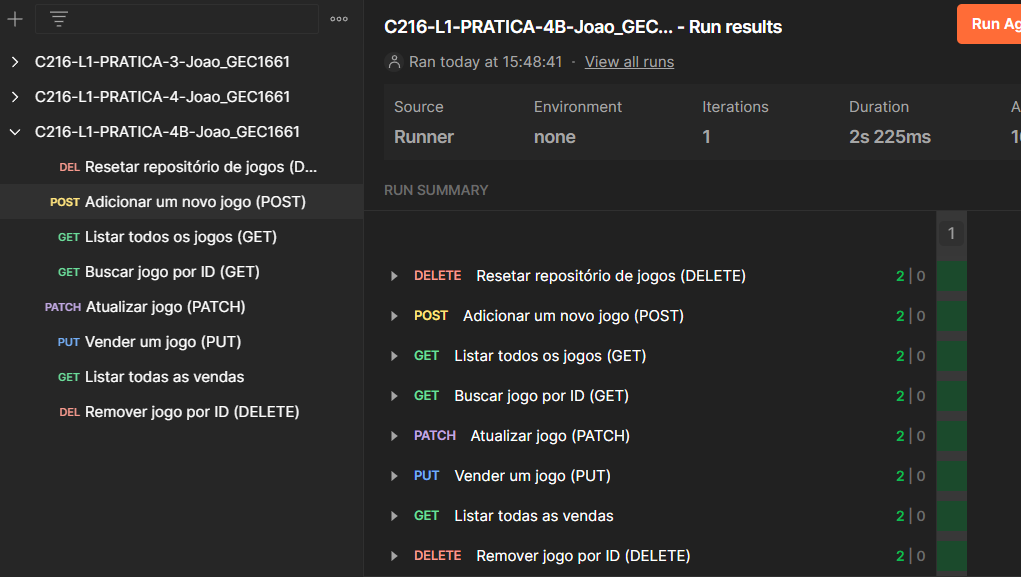 C216-L1-PRATICA-3-Joao_GEC1661
C216-L1-PRATICA-4-Joao_GEC1661
C216-L1-PRATICA-4B-Joao_GEC1661
DEL Resetar repositório de jogos (D...
POST Adicionar um novo jogo (POST)
GET Listar todos os jogos (GET)
GET Buscar jogo por ID (GET)
PATCH Atualizar jogo (PATCH)
PUT Vender um jogo (PUT)
GET Listar todas as vendas
DEL Remover jogo por ID (DELETE)
C216-L1-PRATICA-4B-Joao_GEC... - Run results
Run Ag
Ran today at 15:48:41 · View all runs
Source Environment Iterations Duration A
Runner none 1 2s 225ms 1
RUN SUMMARY
1
DELETE Resetar repositório de jogos (DELETE) 2 | 0
POST Adicionar um novo jogo (POST) 2 | 0
GET Listar todos os jogos (GET) 2 | 0
GET Buscar jogo por ID (GET) 2 | 0
PATCH Atualizar jogo (PATCH) 2 | 0
PUT Vender um jogo (PUT) 2 | 0
GET Listar todas as vendas 2 | 0
DELETE Remover jogo por ID (DELETE) 2 | 0